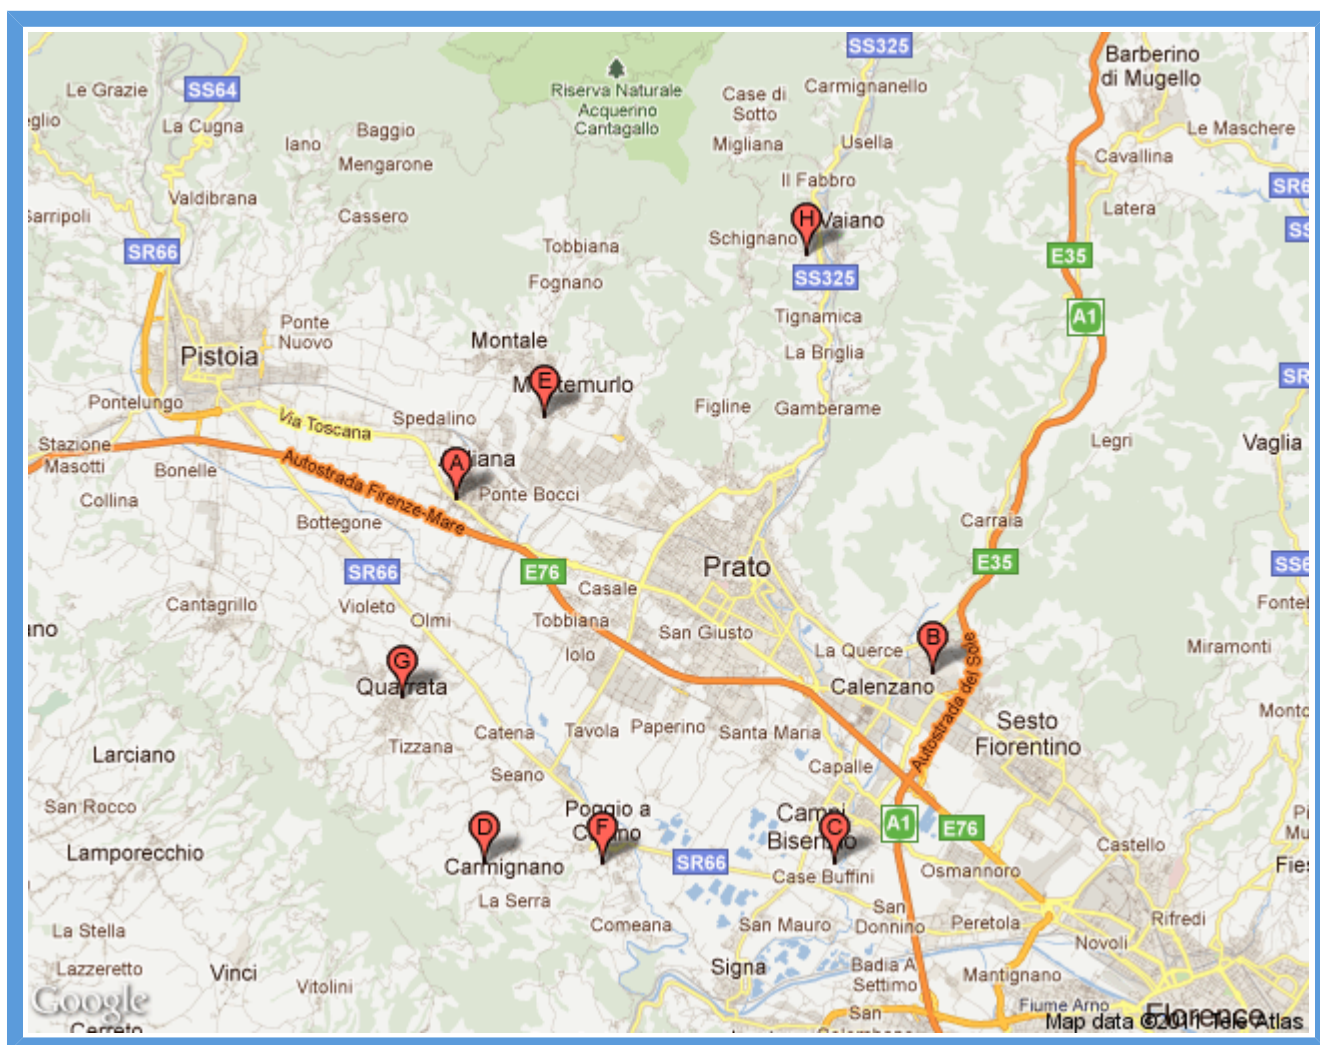 SS325
Barberino
di Mugello
Le Grazie
SS64
Riserva Naturale
Acquerino
Cantagallo
Case di
Sotto
Carmignanello
La Cugna
Baggio
Iano
Mengarone
Migliana
Usella
Le Maschere
Cavallina
Il Fabbro
Valdibrana
Cassero
Latera
H
Vaiano
Schignano
SR66
Tobbiana
E35
SS325
Fognano
A1
Tignamica
Ponte
Nuovo
Montale
Pistoia
La Briglia
E
Pontelungo
Via Toscana
Spedalino
Figline
Gamberame
Stazione
Masotti
Bonelle
Autostrada Firenze-Mare
A
Ponte Bocci
Legri
Vaglia
Collina
Bottegone
Carraia
SR66
E76
Prato
E35
Casale
Cantagrillo
Violeto
Olmi
Tobbiana
San Giusto
Iolo
La Querce
B
Calenzano
Autostrada del Sole
Miramonti
G
Quarrata
Tizzana
Catena
Tavola
Paperino
Santa Maria
Sesto
Fiorentino
Larciano
Seano
Capalle
San Rocco
Poggio a
D
F
Campi
C
A1
E76
Lamporecchio
Carmignano
SR66
Case Buffini
Castello
Osmannoro
La Serra
San
Donnino
Comeana
San Mauro
Peretola
Rifredi
Novoli
La Stella
Lazzeretto
Vinci
Vitolini
Signa
Badia A
Settimo
Mantignano
Google
Cerreto
San
Fiume Arno
Florence
Map data ©2011 Tele Atlas